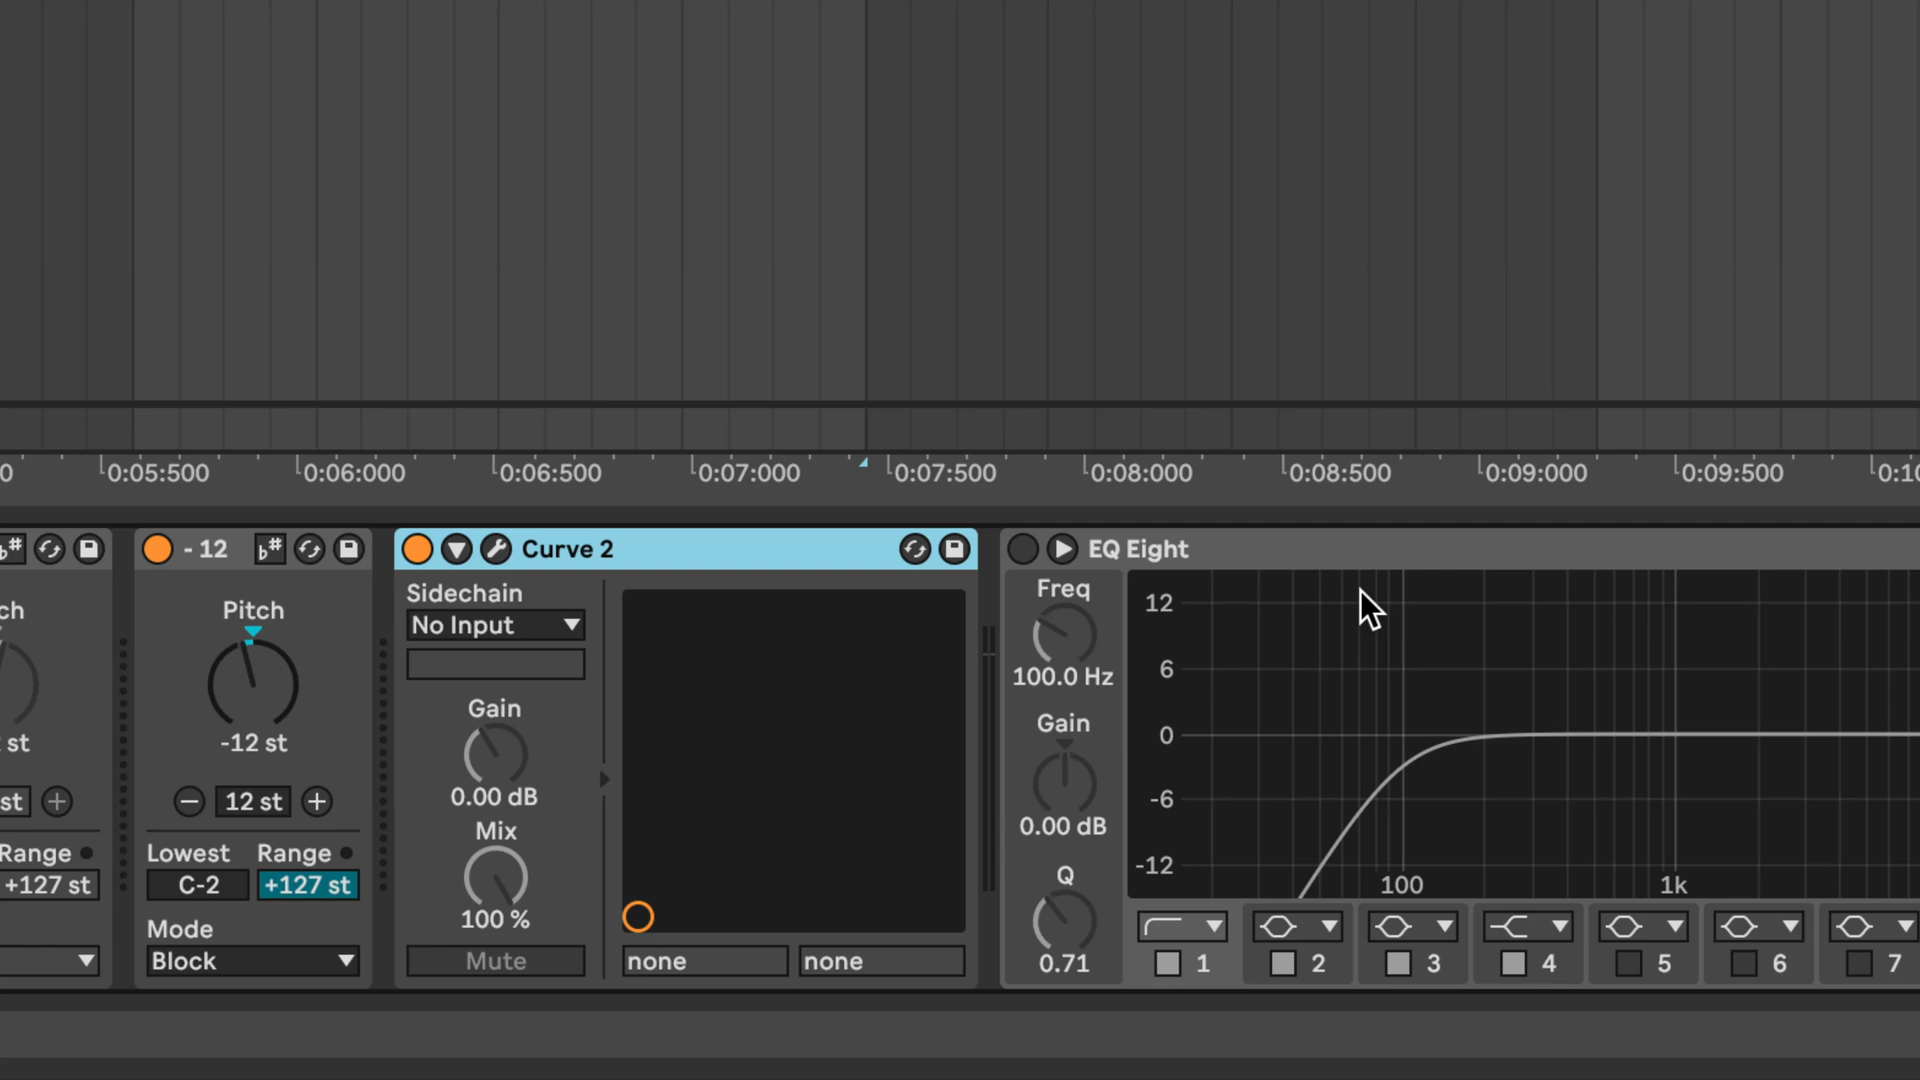 0 0:05:500 0:06:000 0:06:500 0:07:000 0:07:500 0:08:000 0:08:500 0:09:000 0:09:500 0:10
b#
ch
st
st
Range
+127 st
- 12 b#
Pitch
-12 st
12 st
Lowest Range
C-2 +127 st
Mode
Block
Curve 2
Sidechain
No Input
Gain
0.00 dB
Mix
100 %
Mute
none none
EQ Eight
Freq
100.0 Hz
Gain
0.00 dB
Q
0.71
12
6
0
-6
-12
100 1k
1 2 3 4 5 6 7